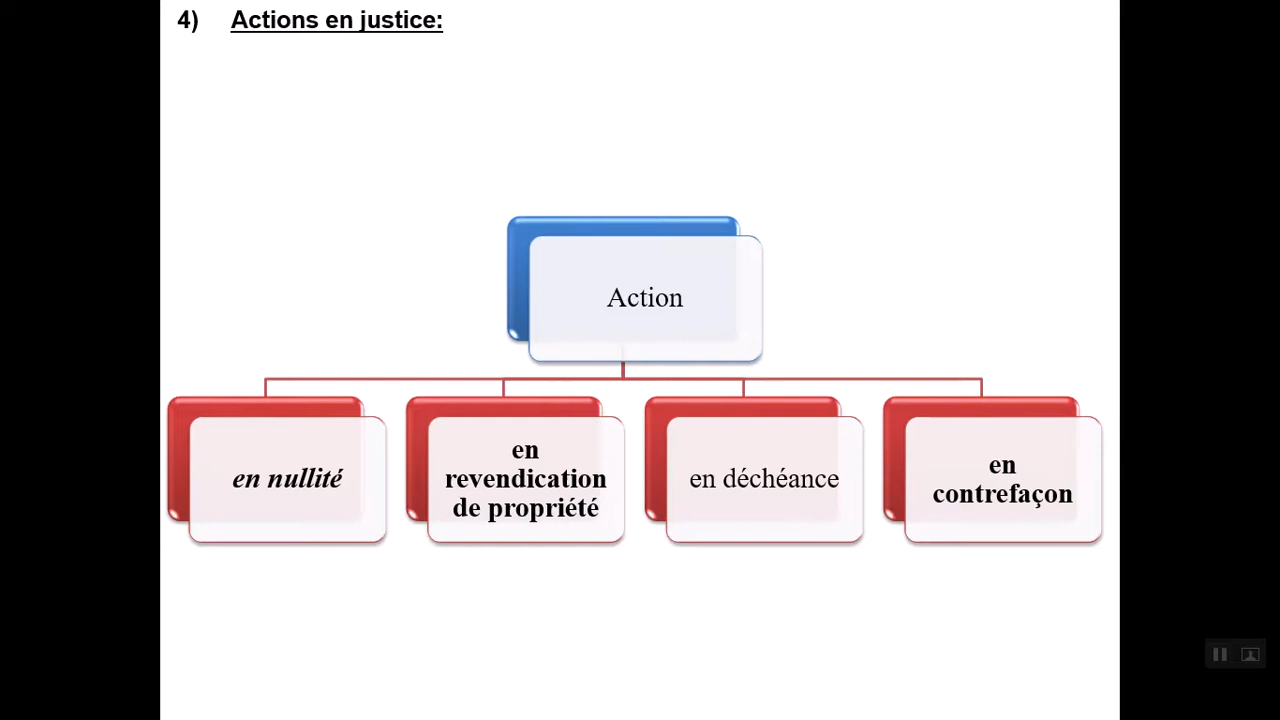 4) Actions en justice:
Action
en nullité
en
revendication
de propriété
en déchéance
en
contrefaçon